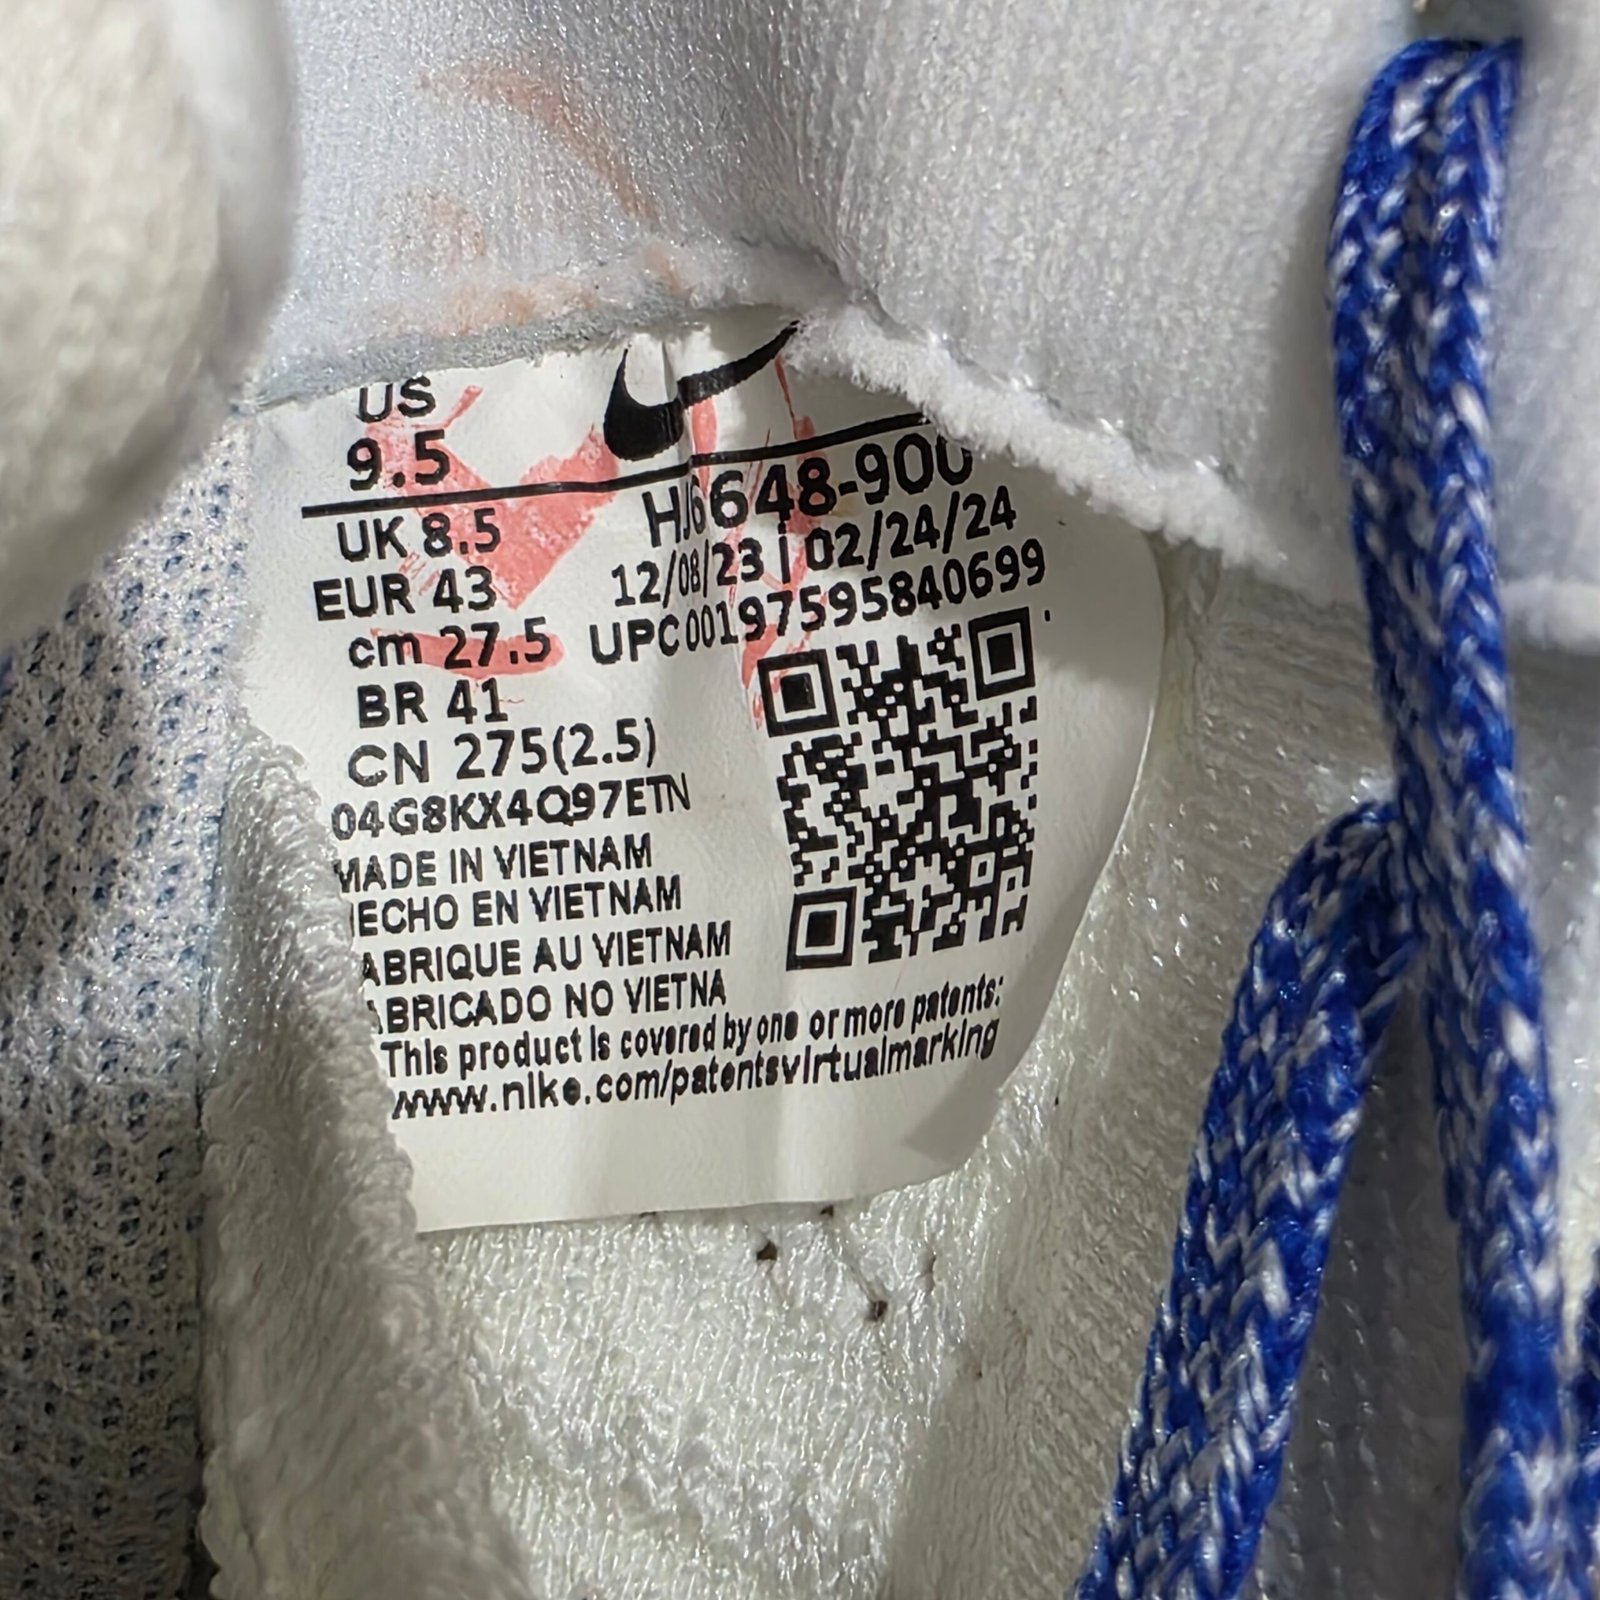 US
9.5
UK 8.5
EUR 43
cm 27.5
BR 41
CN 275(2.5)
04G8KX4Q97ETN
MADE IN VIETNAM
HECHO EN VIETNAM
ABRIQUE AU VIETNAM
ABRICADO NO VIETNA
HJ6648-900
12/08/23 | 02/24/24
UPC00197595840699
This product is covered by one or more patents:
www.nike.com/patentsvirtualmarking